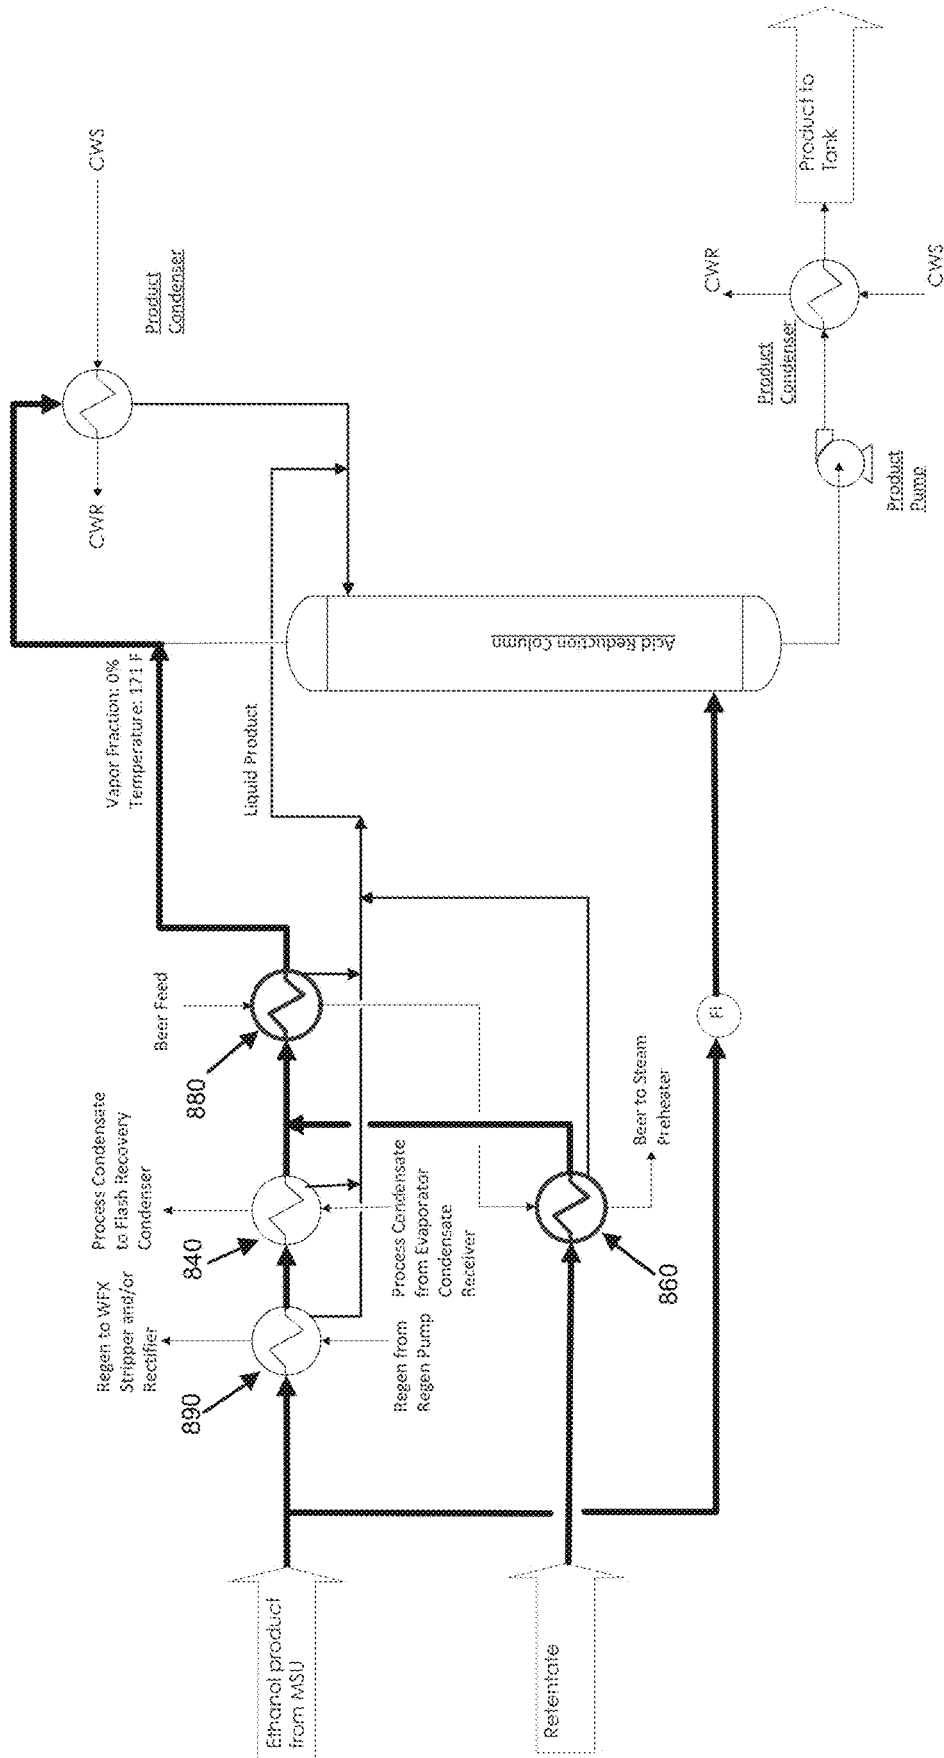 Ethanol product
from MSU
Retentate
890
Regen to WFX
Stripper and/or
Rectifier
Regen from
Regen Pump
840
Process Condensate
to Flash Recovery
Condenser
Process Condensate
from Evaporator
Condensate
Receiver
880
Beer Feed
860
Beer to Steam
Preheater
FI
Liquid Product
Vapor Fraction: 0%
Temperature: 171 F
Acid Reduction Column
CWR
CWS
Product
Condenser
Product
Pump
Product
Condenser
CWR
CWS
Product to
Tank